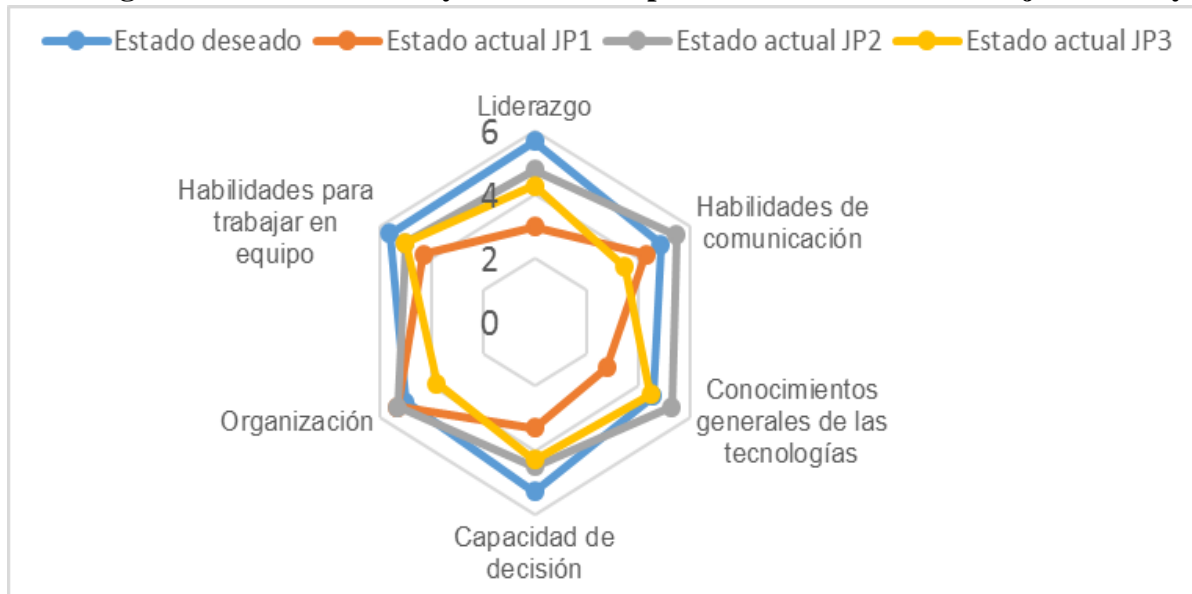 Estado deseado Estado actual JP1 Estado actual JP2 Estado actual JP3
Liderazgo
6
4
2
0
Habilidades para
trabajar en
equipo
Habilidades de
comunicación
Organización
Conocimientos
generales de las
tecnologías
Capacidad de
decisión